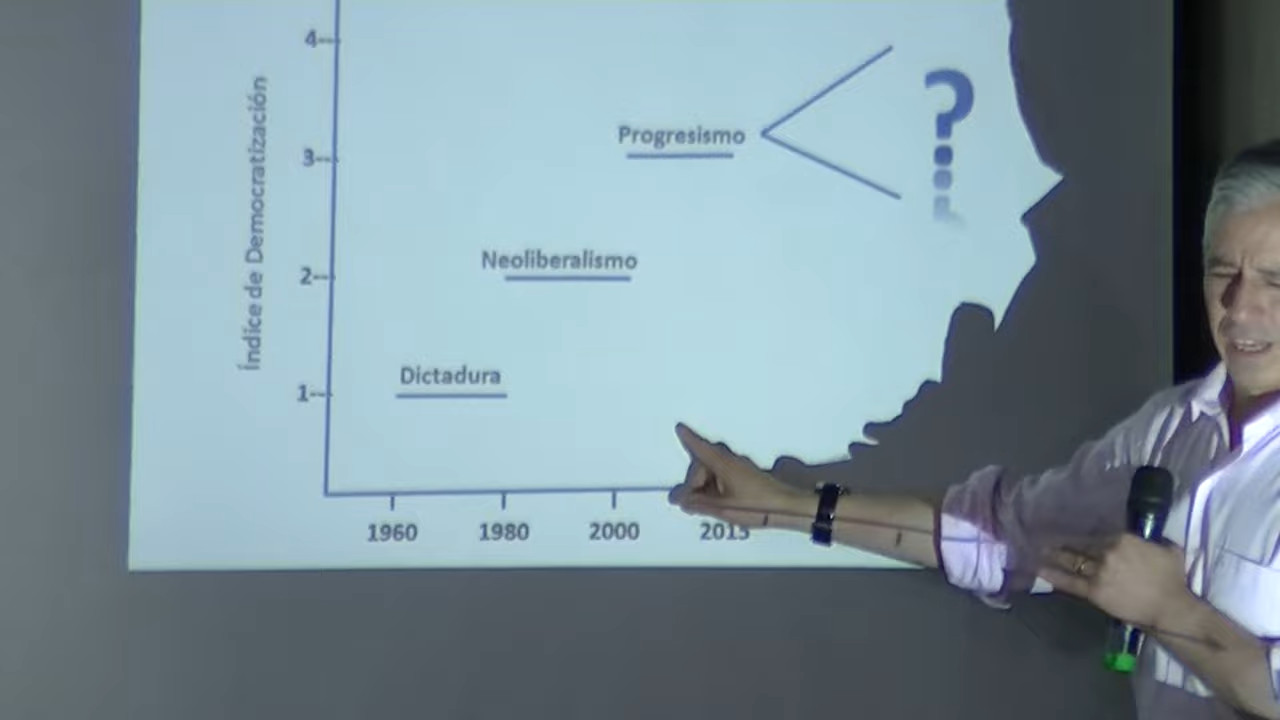 Índice de Democratización
4
Progresismo
?
3
Neoliberalismo
2
Dictadura
1
1960 1980 2000 2015